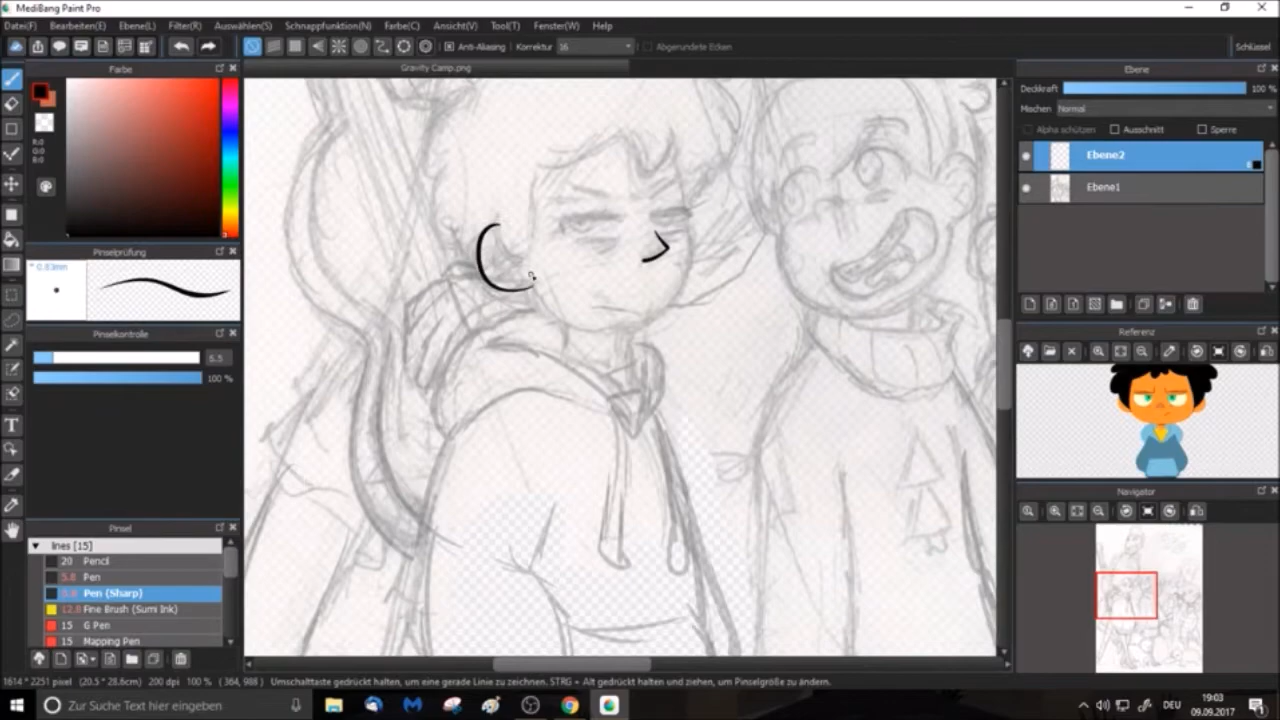 MediBang Paint Pro
Datei(F) Bearbeiten(E) Ebene(L) Filter(R) Auswählen(S) Schnappfunktion(N) Farbe(C) Ansicht(V) Tool(T) Fenster(W) Help
Anti-Aliasing Korrektur 16 Abgerundete Ecken Schlüssel
Farbe
Gravity Camp.png
Ebene
Deckkraft 100 %
Machen Normal
R:0
G:0
B:0
Alpha schützen Ausschnitt Sperre
Ebene2
Ebene1
Pinselprüfung
0.83mm
Pinselkontrolle
Referenz
5.5
100 %
Navigator
Pinsel
lines [15]
20 Pencil
5.8 Pen
Pen (Sharp)
12.8 Fine Brush (Sumi Ink)
15 G Pen
15 Mapping Pen
1614 * 2251 pixel (20.5 * 28.6cm) 200 dpi 100 % ( 364, 988 ) Umschalttaste gedrückt halten, um eine gerade Linie zu zeichnen. STRG + Alt gedrückt halten und ziehen, um Pinselgröße zu ändern.
Zur Suche Text hier eingeben
DEU
19:03
09.09.2017